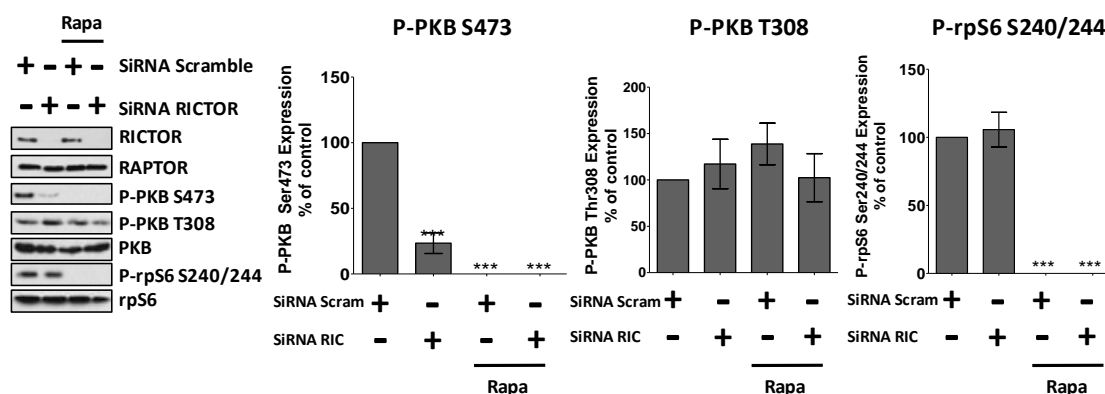 Rapa
+ - + - SiRNA Scramble
- + - + SiRNA RICTOR
RICTOR
RAPTOR
P-PKB S473
P-PKB T308
PKB
P-rpS6 S240/244
rpS6
P-PKB S473
P-PKB Ser473 Expression
% of control
150
100
50
0
***
*** ***
SiRNA Scram + - + -
SiRNA RIC - + - +
Rapa
P-PKB T308
P-PKB Thr308 Expression
% of control
200
150
100
50
0
SiRNA Scram + - + -
SiRNA RIC - + - +
Rapa
P-rpS6 S240/244
P-rpS6 Ser240/244 Expression
% of control
150
100
50
0
*** ***
SiRNA Scram + - + -
SiRNA RIC - + - +
Rapa